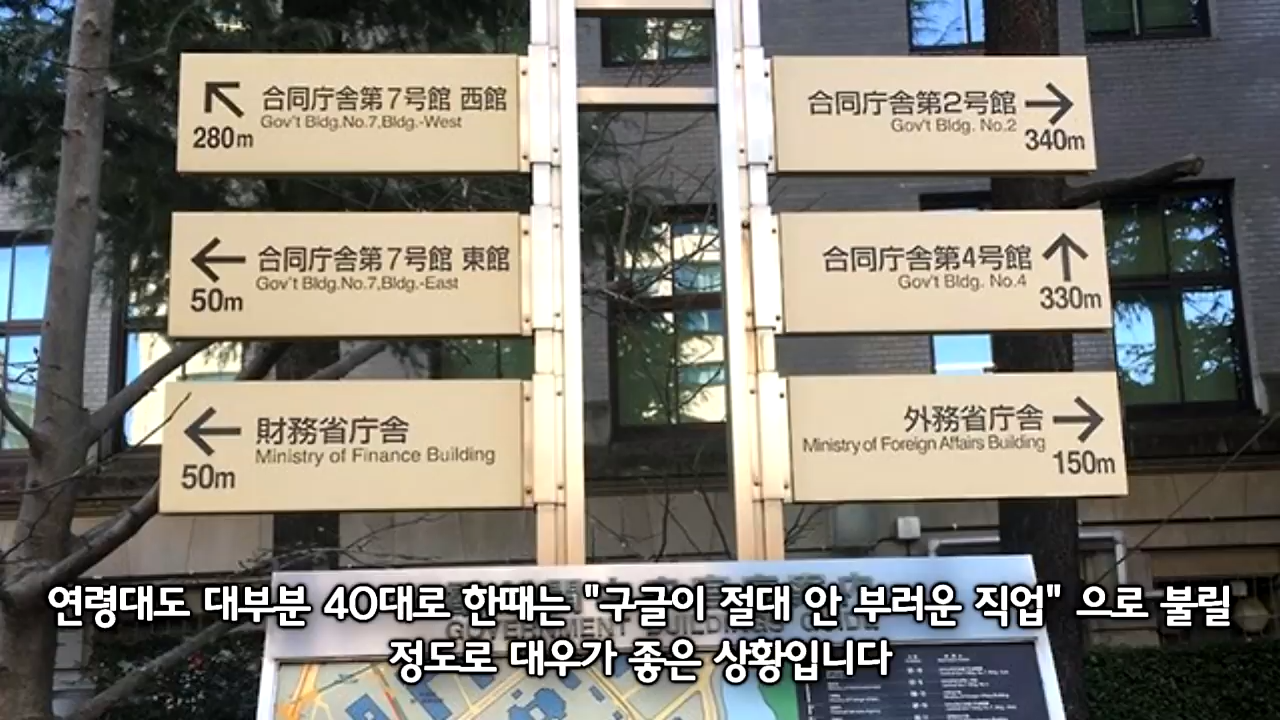 合同庁舎第7号館 西館
Gov't Bldg.No.7,Bldg.-West
280m
合同庁舎第2号館
Gov't Bldg. No.2
340m
合同庁舎第7号館 東館
Gov't Bldg.No.7,Bldg.-East
50m
合同庁舎第4号館
Gov't Bldg. No.4
330m
財務省庁舎
Ministry of Finance Building
50m
外務省庁舎
Ministry of Foreign Affairs Building
150m
GOVERNMENT BUILDINGS
연령대도 대부분 40대로 한때는 "구글이 절대 안 부러운 직업" 으로 불릴
정도로 대우가 좋은 상황입니다